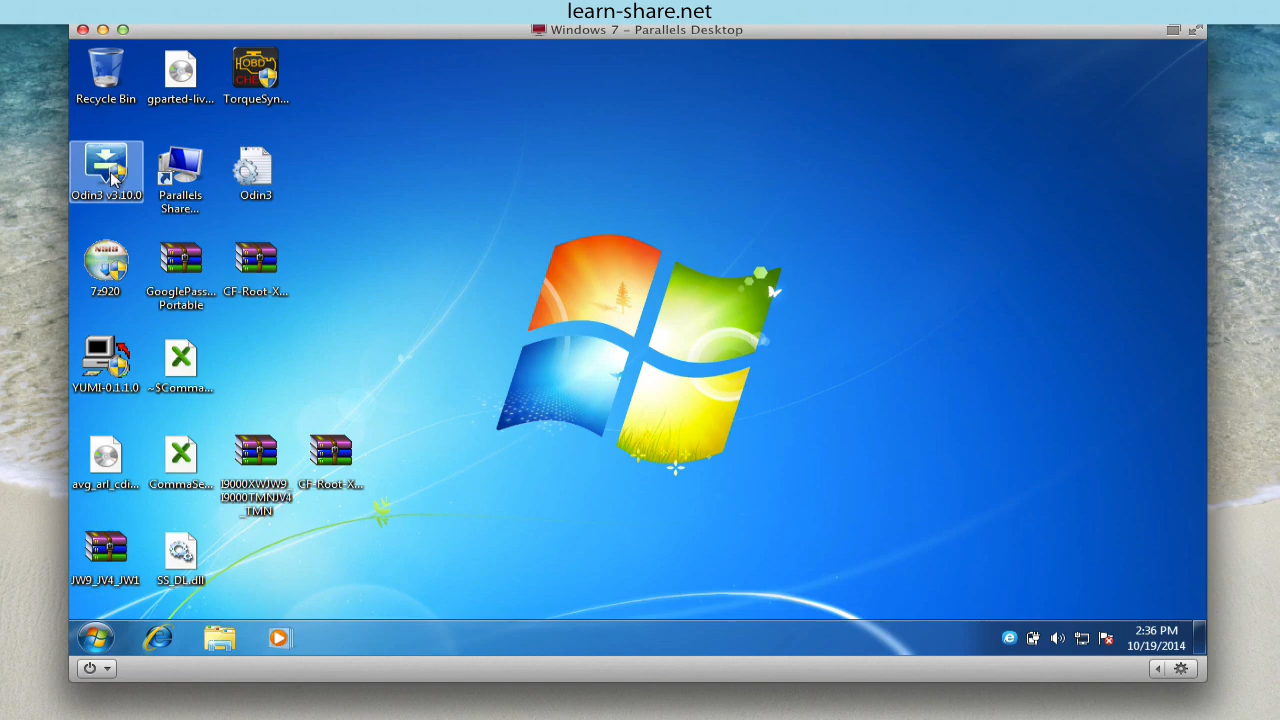 learn-share.net
Windows 7 – Parallels Desktop
Recycle Bin
gparted-liv...
TorqueSyn...
Odin3 v3.10.0
Parallels
Share...
Odin3
7z920
GooglePass...
Portable
CF-Root-X...
YUMI-0.1.1.0
~$Comma...
avg_arl_cdi...
CommaSe...
I9000XWJW9_
I9000TMNJV4
_TMN
CF-Root-X...
JW9_JV4_JW1
SS_DL.dll
2:36 PM
10/19/2014